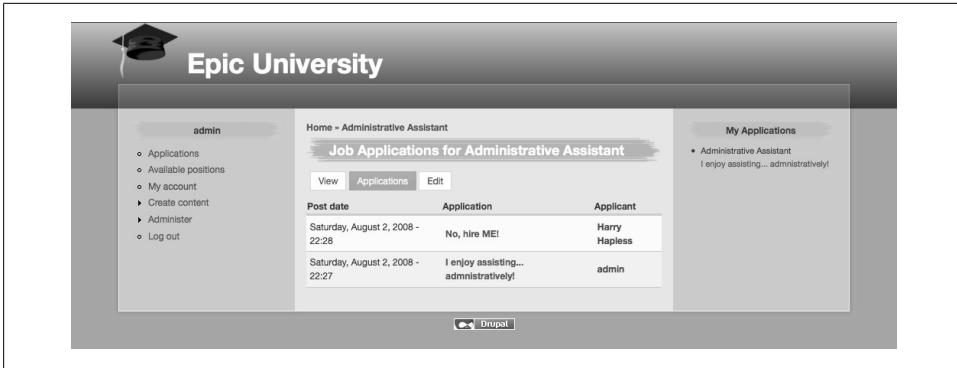 Epic University
admin
Applications
Available positions
My account
Create content
Administer
Log out
Home » Administrative Assistant
Job Applications for Administrative Assistant
View Applications Edit
Post date Application Applicant
Saturday, August 2, 2008 - 22:28 No, hire ME! Harry Hapless
Saturday, August 2, 2008 - 22:27 I enjoy assisting... admnistratively! admin
My Applications
Administrative Assistant
I enjoy assisting... admnistratively!
Drupal